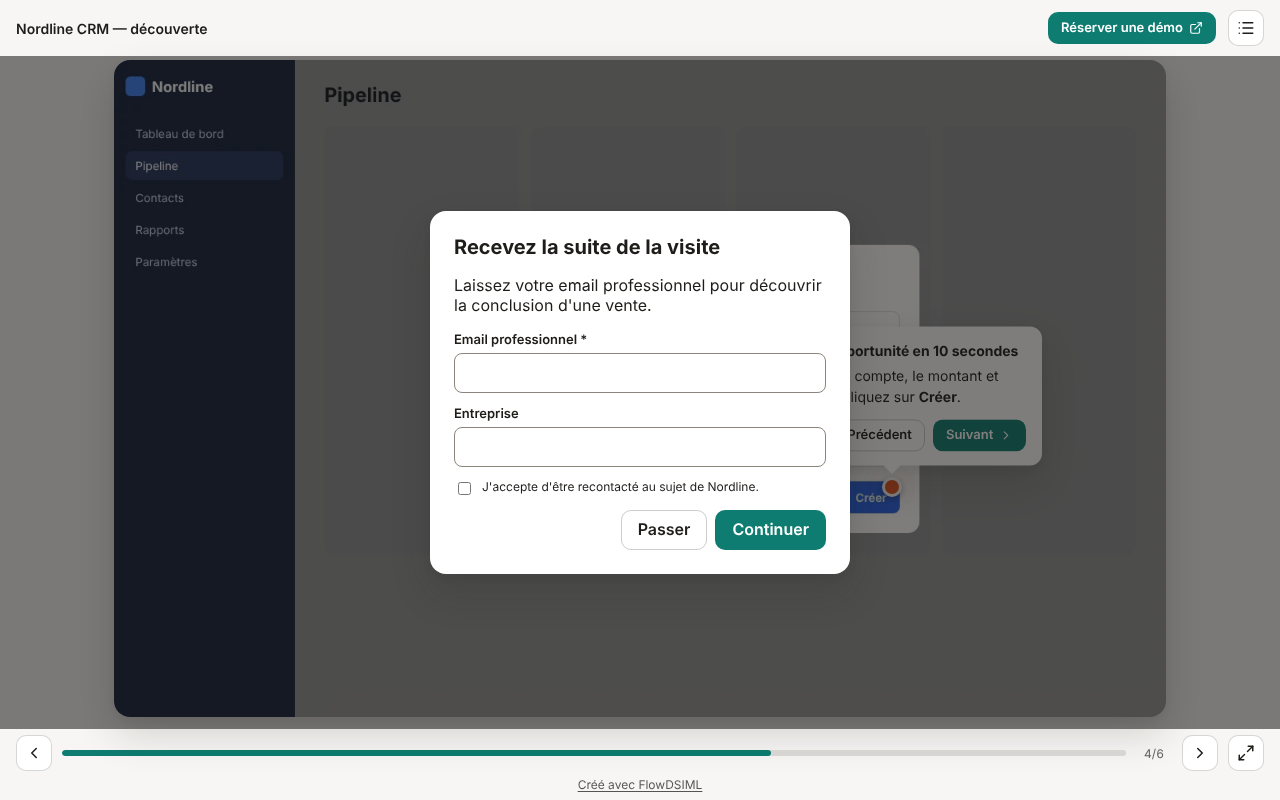 Nordline CRM — découverte
Réserver une démo
Nordline
Pipeline
Tableau de bord
Pipeline
Contacts
Rapports
Paramètres
Recevez la suite de la visite
Laissez votre email professionnel pour découvrir
la conclusion d'une vente.
Email professionnel *
Entreprise
J'accepte d'être recontacté au sujet de Nordline.
Passer
Continuer
en 10 secondes
compte, le montant et
sur Créer.
Précédent
Suivant
Créer
4/6
Créé avec FlowDSIML